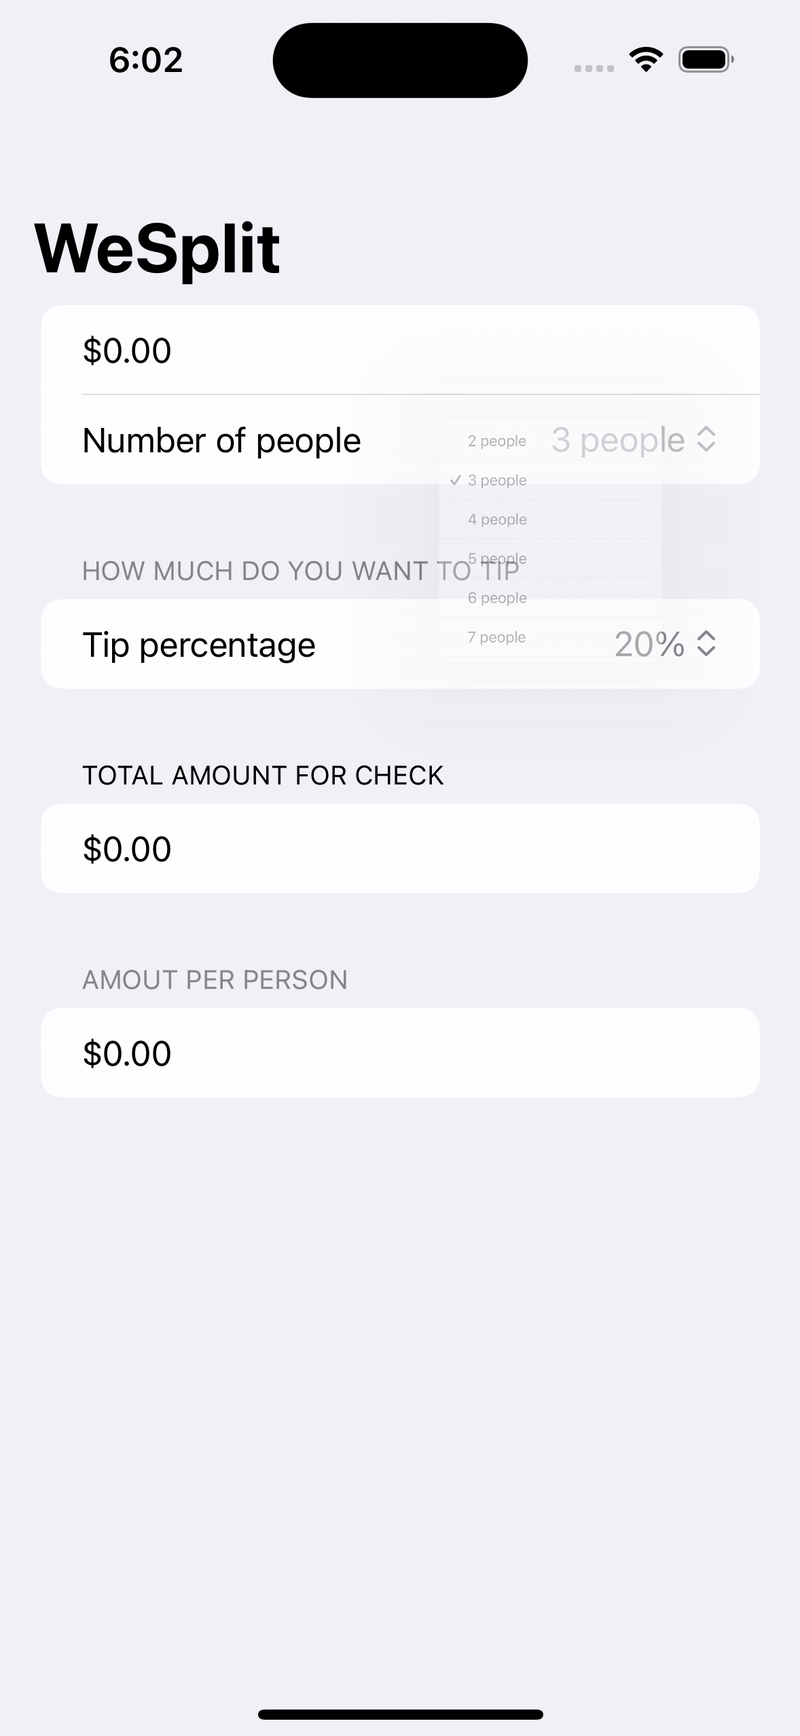 6:02
WeSplit
$0.00
Number of people 3 people
2 people
✓ 3 people
4 people
5 people
6 people
7 people
HOW MUCH DO YOU WANT TO TIP
Tip percentage 20%
TOTAL AMOUNT FOR CHECK
$0.00
AMOUT PER PERSON
$0.00